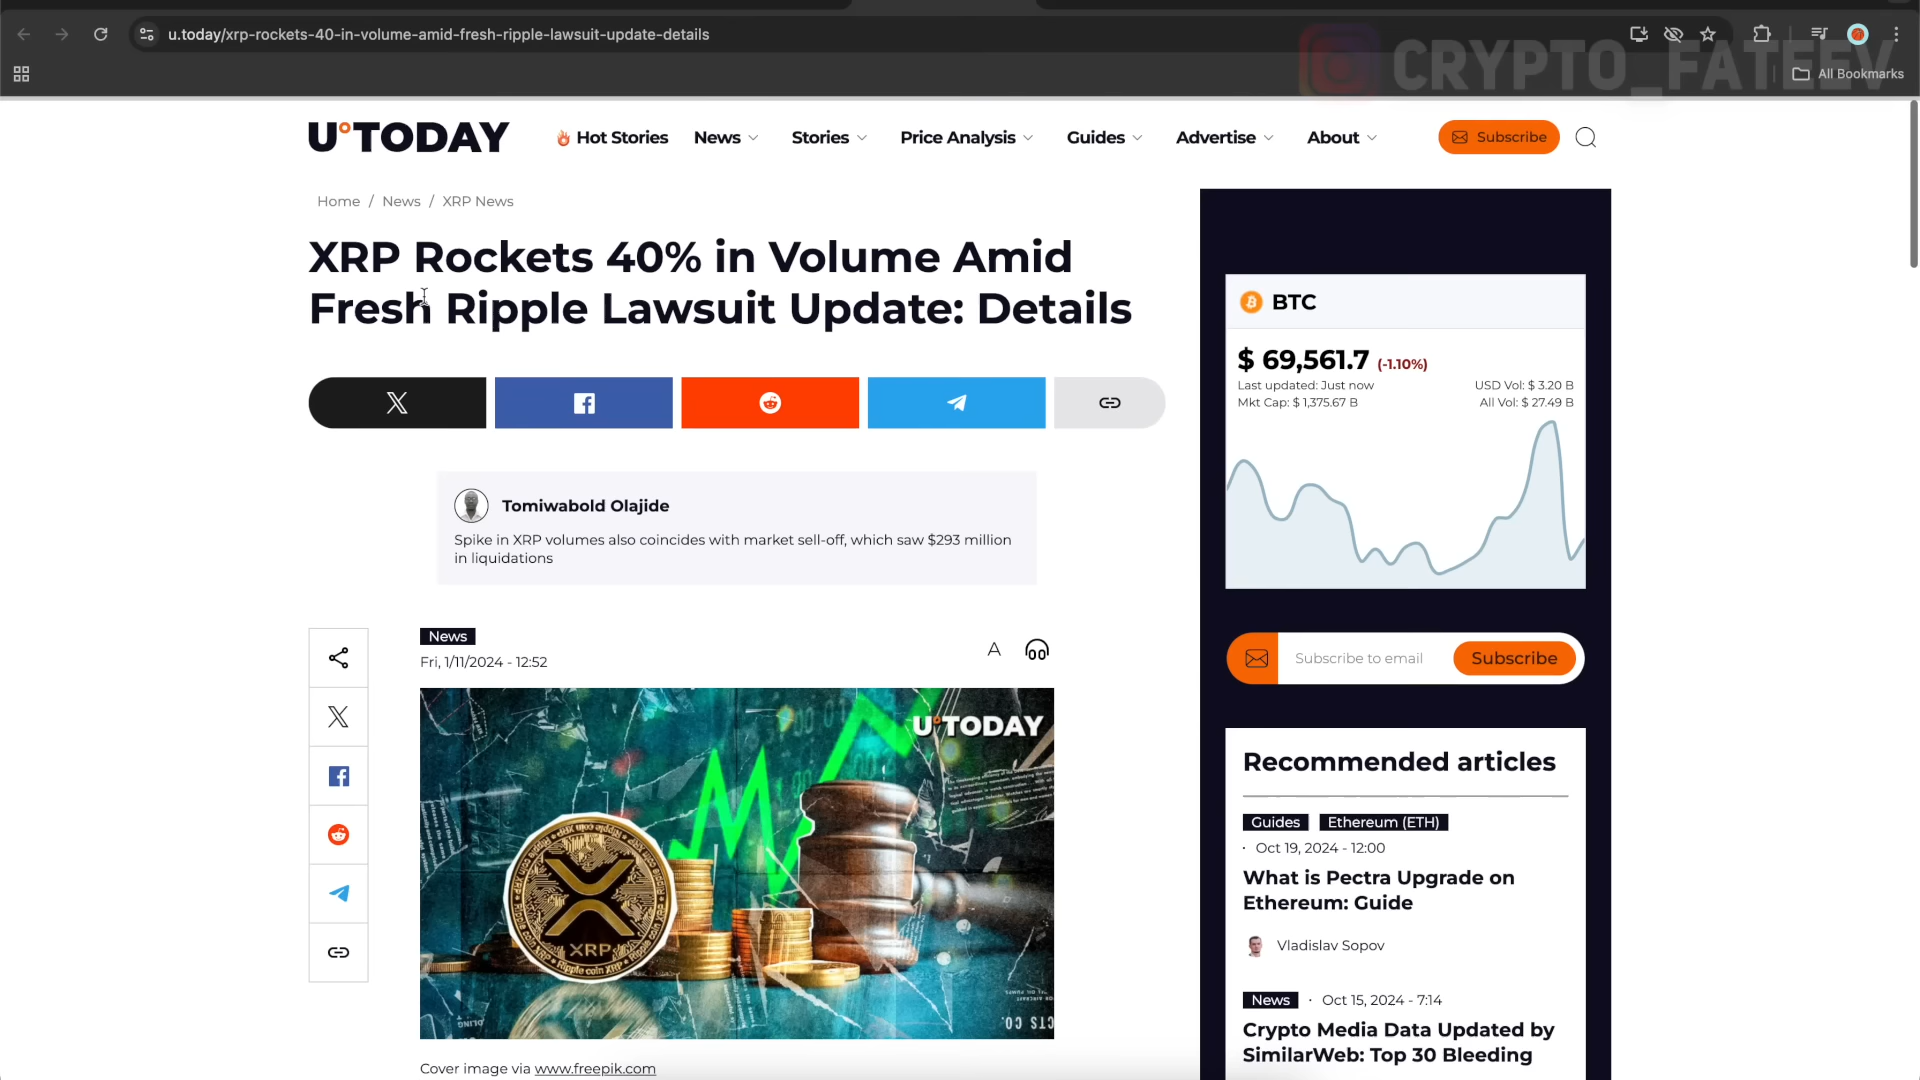 u.today/xrp-rockets-40-in-volume-amid-fresh-ripple-lawsuit-update-details
CRYPTO_FATEEV
All Bookmarks
U°TODAY
Hot Stories
News
Stories
Price Analysis
Guides
Advertise
About
Subscribe
Home / News / XRP News
XRP Rockets 40% in Volume Amid
Fresh Ripple Lawsuit Update: Details
Tomiwabold Olajide
Spike in XRP volumes also coincides with market sell-off, which saw $293 million
in liquidations
News
Fri, 1/11/2024 - 12:52
A
U°TODAY
XRP
Ripple coin XRP
Cover image via www.freepik.com
BTC
$ 69,561.7 (-1.10%)
Last updated: Just now
USD Vol: $ 3.20 B
Mkt Cap: $ 1,375.67 B
All Vol: $ 27.49 B
Subscribe to email
Subscribe
Recommended articles
Guides
Ethereum (ETH)
· Oct 19, 2024 - 12:00
What is Pectra Upgrade on
Ethereum: Guide
Vladislav Sopov
News · Oct 15, 2024 - 7:14
Crypto Media Data Updated by
SimilarWeb: Top 30 Bleeding